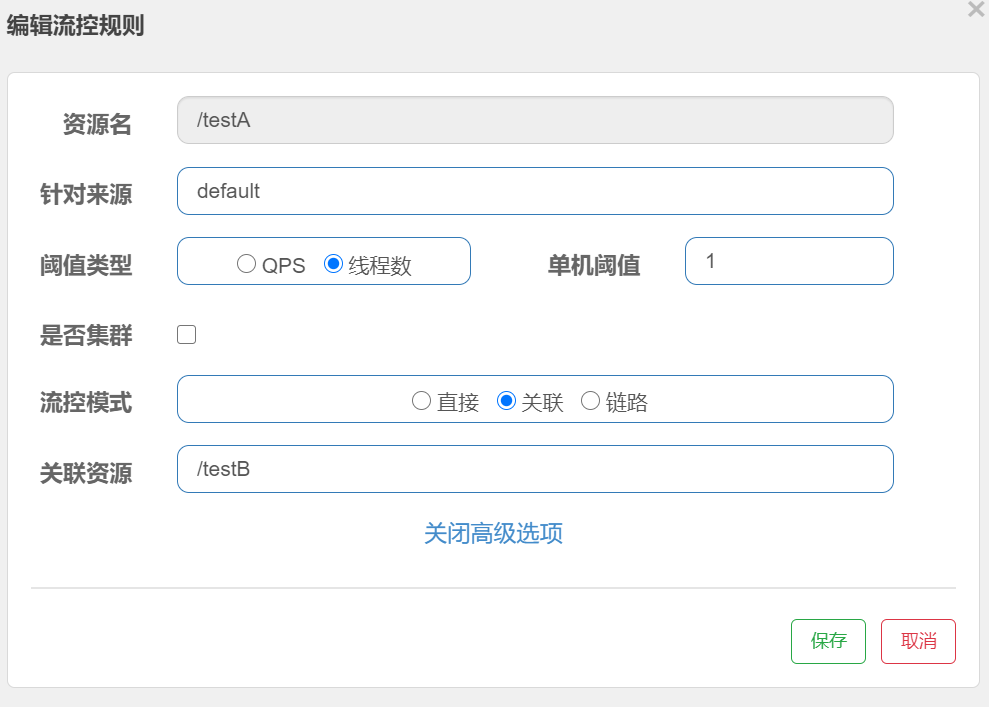 编辑流控规则
资源名 /testA
针对来源 default
阈值类型 QPS 线程数 单机阈值 1
是否集群
流控模式 直接 关联 链路
关联资源 /testB
关闭高级选项
保存 取消